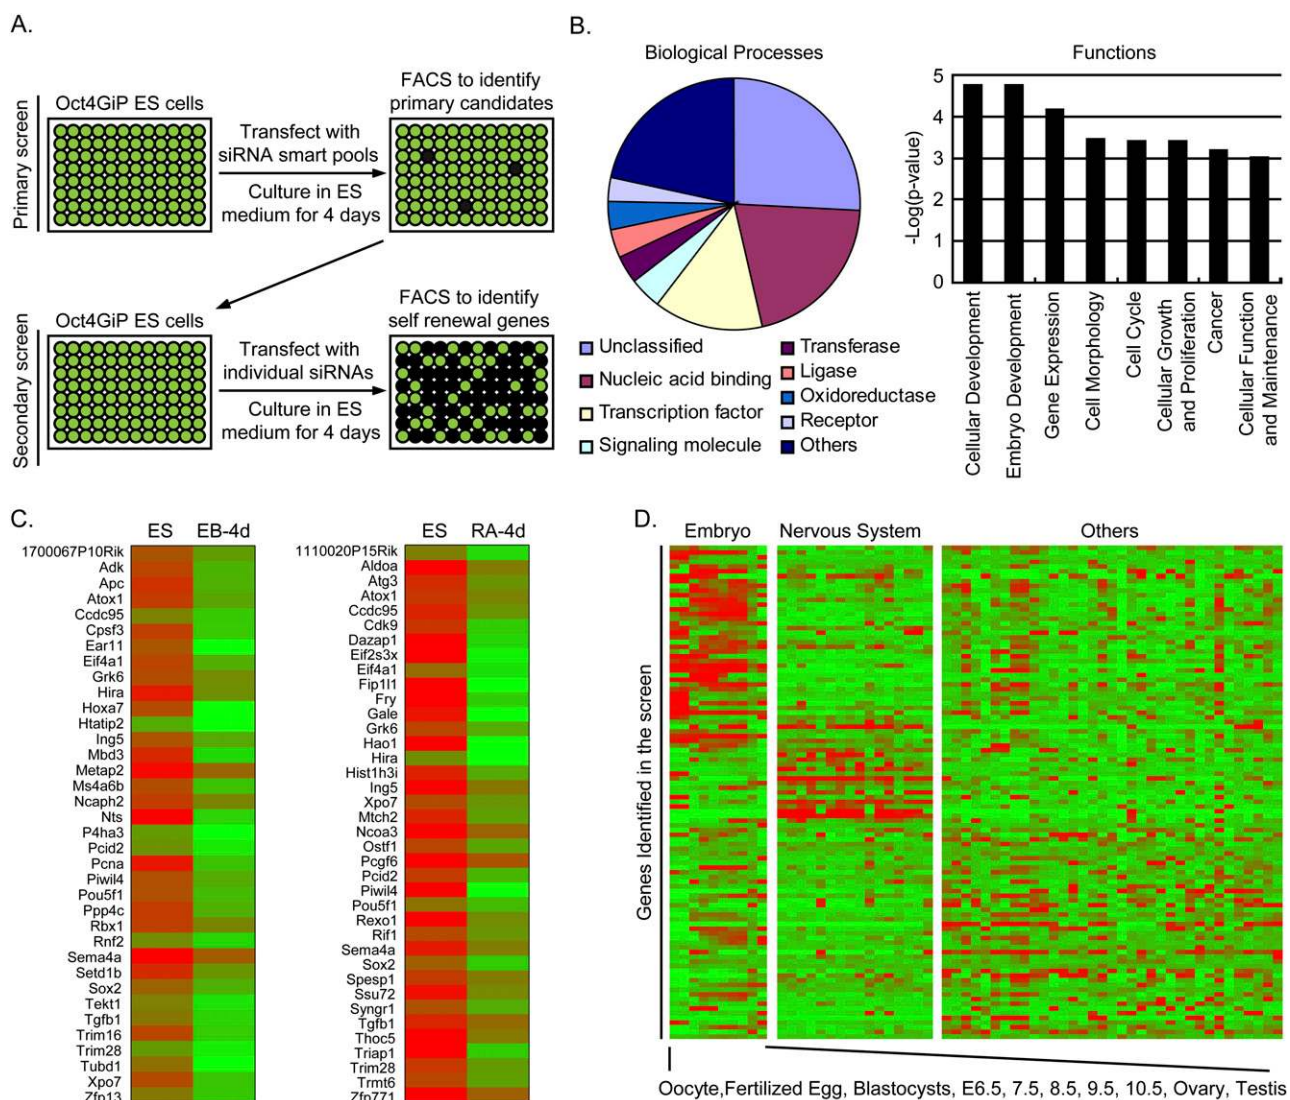 A.
Primary screen
Oct4GiP ES cells
Transfect with
siRNA smart pools
Culture in ES
medium for 4 days
FACS to identify
primary candidates
Secondary screen
Oct4GiP ES cells
Transfect with
individual siRNAs
Culture in ES
medium for 4 days
FACS to identify
self renewal genes
B.
Biological Processes
Unclassified
Nucleic acid binding
Transcription factor
Signaling molecule
Transferase
Ligase
Oxidoreductase
Receptor
Others
Functions
-Log(p-value)
5
4
3
2
1
0
Cellular Development
Embryo Development
Gene Expression
Cell Morphology
Cell Cycle
Cellular Growth
and Proliferation
Cancer
Cellular Function
and Maintenance
C.
ES EB-4d
1700067P10Rik
Adk
Apc
Atox1
Ccdc95
Cpsf3
Ear11
Eif4a1
Grk6
Hira
Hoxa7
Htatip2
Ing5
Mbd3
Metap2
Ms4a6b
Ncaph2
Nts
P4ha3
Pcid2
Pcna
Piwil4
Pou5f1
Ppp4c
Rbx1
Rnf2
Sema4a
Setd1b
Sox2
Tekt1
Tgfb1
Trim16
Trim28
Tubd1
Xpo7
Zfp13
ES RA-4d
1110020P15Rik
Aldoa
Atg3
Atox1
Ccdc95
Cdk9
Dazap1
Eif2s3x
Eif4a1
Fip1l1
Fry
Gale
Grk6
Hao1
Hira
Hist1h3i
Ing5
Xpo7
Mtch2
Ncoa3
Ostf1
Pcgf6
Pcid2
Piwil4
Pou5f1
Rexo1
Rif1
Sema4a
Sox2
Spesp1
Ssu72
Syngr1
Tgfb1
Thoc5
Triap1
Trim28
Trmt6
Zfp771
D.
Embryo
Nervous System
Others
Genes Identified in the screen
Oocyte,Fertilized Egg, Blastocysts, E6.5, 7.5, 8.5, 9.5, 10.5, Ovary, Testis